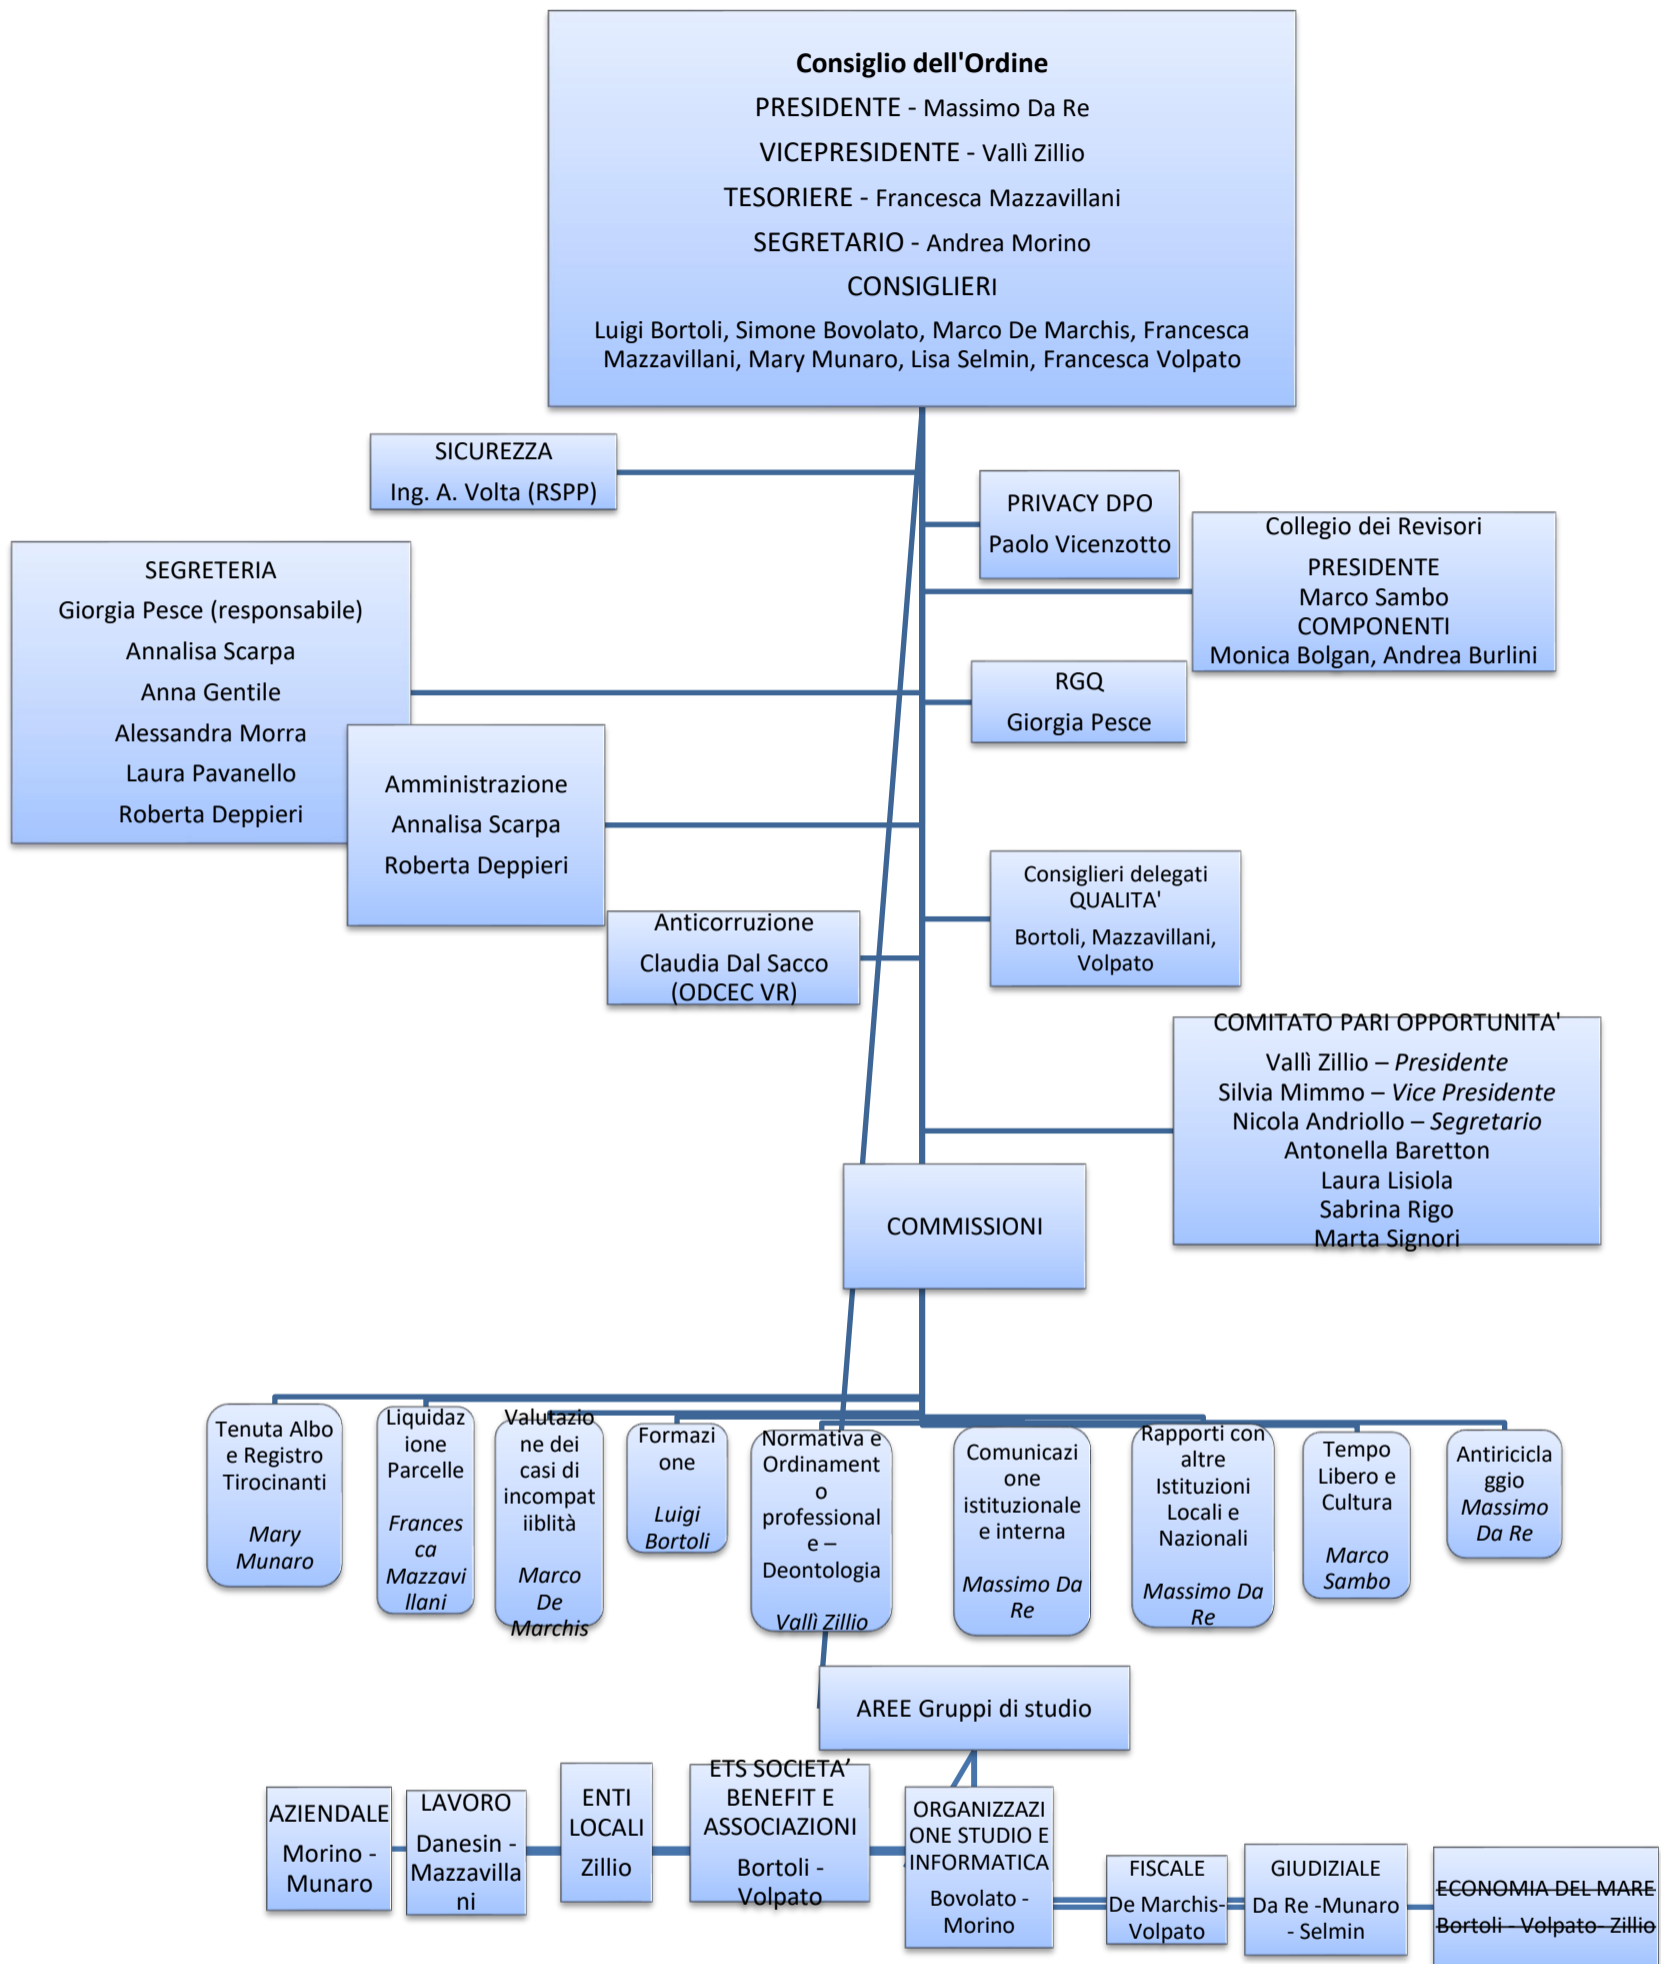 Consiglio dell'Ordine
PRESIDENTE - Massimo Da Re
VICEPRESIDENTE - Vallì Zillio
TESORIERE - Francesca Mazzavillani
SEGRETARIO - Andrea Morino
CONSIGLIERI
Luigi Bortoli, Simone Bovolato, Marco De Marchis, Francesca
Mazzavillani, Mary Munaro, Lisa Selmin, Francesca Volpato
SICUREZZA
Ing. A. Volta (RSPP)
PRIVACY DPO
Paolo Vicenzotto
Collegio dei Revisori
PRESIDENTE
Marco Sambo
COMPONENTI
Monica Bolgan, Andrea Burlini
SEGRETERIA
Giorgia Pesce (responsabile)
Annalisa Scarpa
Anna Gentile
Alessandra Morra
Laura Pavanello
Roberta Deppieri
RGQ
Giorgia Pesce
Amministrazione
Annalisa Scarpa
Roberta Deppieri
Consiglieri delegati
QUALITA'
Bortoli, Mazzavillani,
Volpato
Anticorruzione
Claudia Dal Sacco
(ODCEC VR)
COMITATO PARI OPPORTUNITA'
Vallì Zillio – Presidente
Silvia Mimmo – Vice Presidente
Nicola Andriollo – Segretario
Antonella Baretton
Laura Lisiola
Sabrina Rigo
Marta Signori
COMMISSIONI
Tenuta Albo
e Registro
Tirocinanti
Mary
Munaro
Liquidaz
ione
Parcelle
Frances
ca
Mazzavi
llani
Valutazio
ne dei
casi di
incompat
iiblità
Marco
De
Marchis
Formazi
one
Luigi
Bortoli
Normativa e
Ordinament
o
professional
e –
Deontologia
Vallì Zillio
Comunicazi
one
istituzionale
e interna
Massimo Da
Re
Rapporti con
altre
Istituzioni
Locali e
Nazionali
Massimo Da
Re
Tempo
Libero e
Cultura
Marco
Sambo
Antiricicla
ggio
Massimo
Da Re
AREE Gruppi di studio
AZIENDALE
Morino -
Munaro
LAVORO
Danesin -
Mazzavilla
ni
ENTI
LOCALI
Zillio
ETS SOCIETA’
BENEFIT E
ASSOCIAZIONI
Bortoli -
Volpato
ORGANIZZAZI
ONE STUDIO E
INFORMATICA
Bovolato -
Morino
FISCALE
De Marchis-
Volpato
GIUDIZIALE
Da Re -Munaro
- Selmin
ECONOMIA DEL MARE
Bortoli - Volpato- Zillio